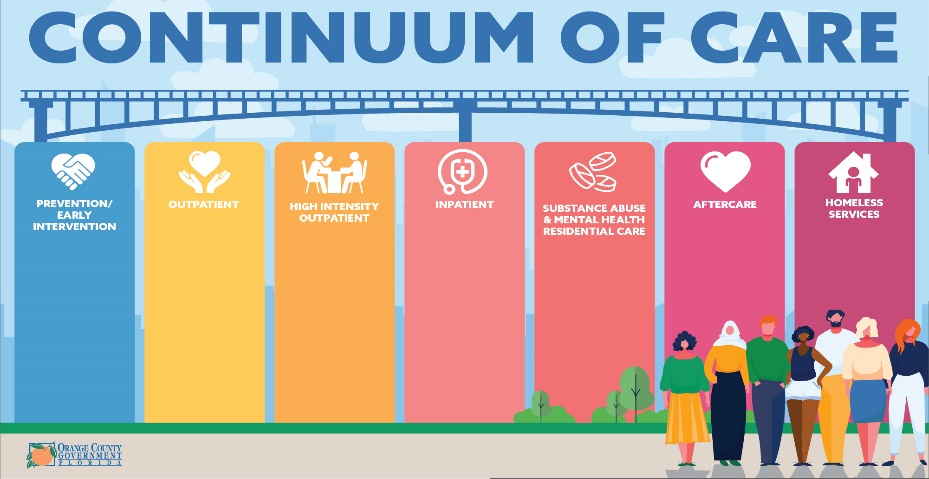 CONTINUUM OF CARE
PREVENTION/
EARLY
INTERVENTION
OUTPATIENT
HIGH INTENSITY
OUTPATIENT
INPATIENT
SUBSTANCE ABUSE
& MENTAL HEALTH
RESIDENTIAL CARE
AFTERCARE
HOMELESS
SERVICES
ORANGE COUNTY
GOVERNMENT
FLORIDA